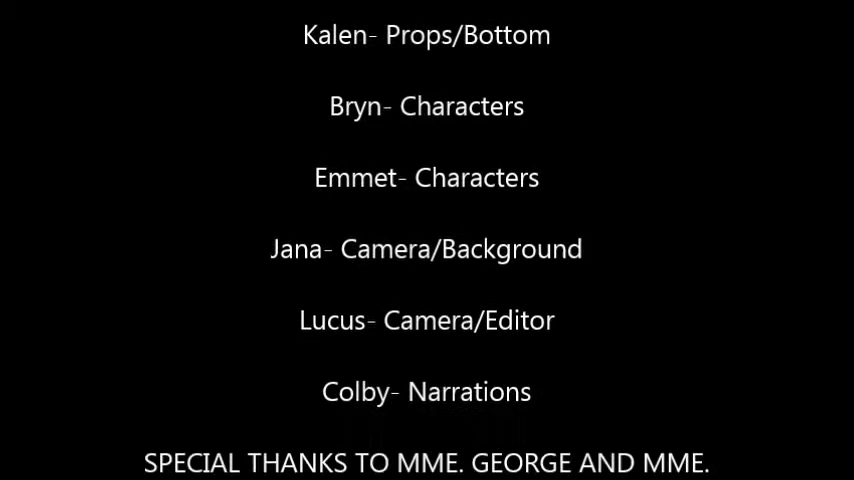 Kalen- Props/Bottom
Bryn- Characters
Emmet- Characters
Jana- Camera/Background
Lucus- Camera/Editor
Colby- Narrations
SPECIAL THANKS TO MME. GEORGE AND MME.